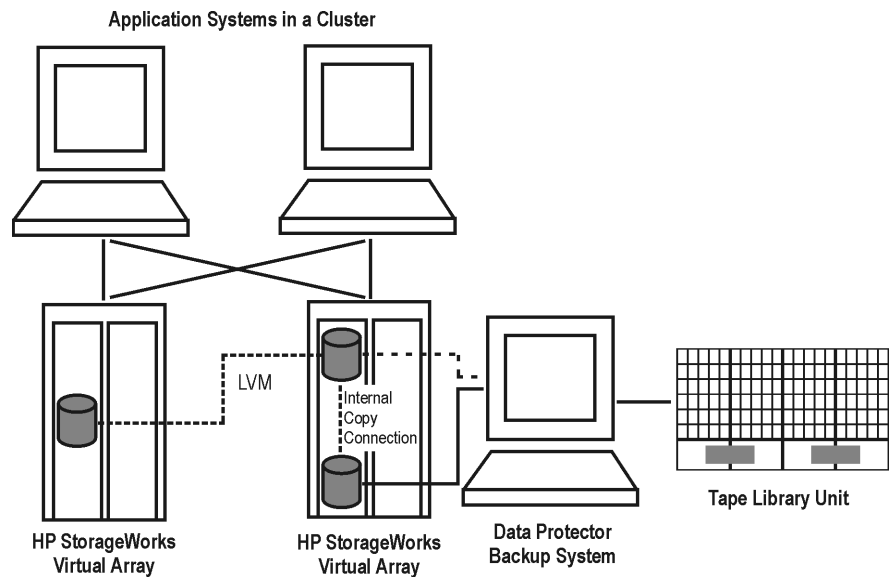 Application Systems in a Cluster
LVM
Internal
Copy
Connection
HP StorageWorks
Virtual Array
HP StorageWorks
Virtual Array
Data Protector
Backup System
Tape Library Unit